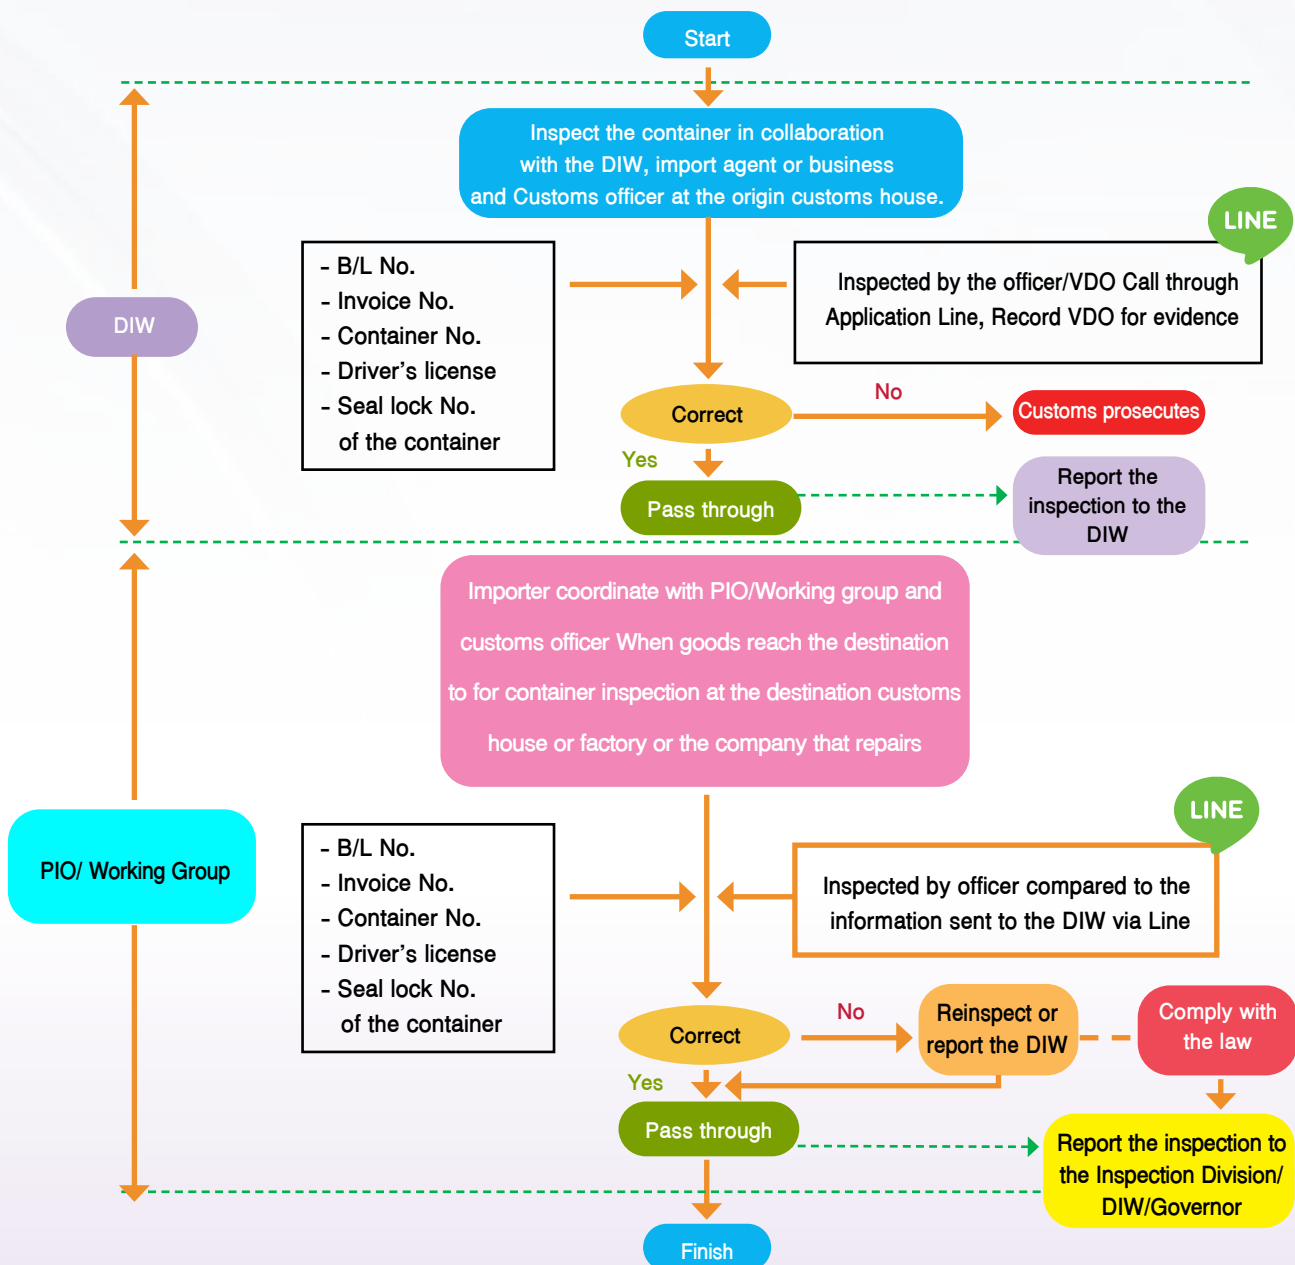 Start
Inspect the container in collaboration
with the DIW, import agent or business
and Customs officer at the origin customs house.
LINE
- B/L No.
- Invoice No.
- Container No.
- Driver's license
- Seal lock No.
of the container
Inspected by the officer/VDO Call through
Application Line, Record VDO for evidence
DIW
Correct
No
Customs prosecutes
Yes
Pass through
Report the
inspection to the
DIW
Importer coordinate with PIO/Working group and
customs officer When goods reach the destination
to for container inspection at the destination customs
house or factory or the company that repairs
LINE
PIO/ Working Group
- B/L No.
- Invoice No.
- Container No.
- Driver's license
- Seal lock No.
of the container
Inspected by officer compared to the
information sent to the DIW via Line
Correct
No
Reinspect or
report the DIW
Comply with
the law
Yes
Pass through
Report the inspection to
the Inspection Division/
DIW/Governor
Finish